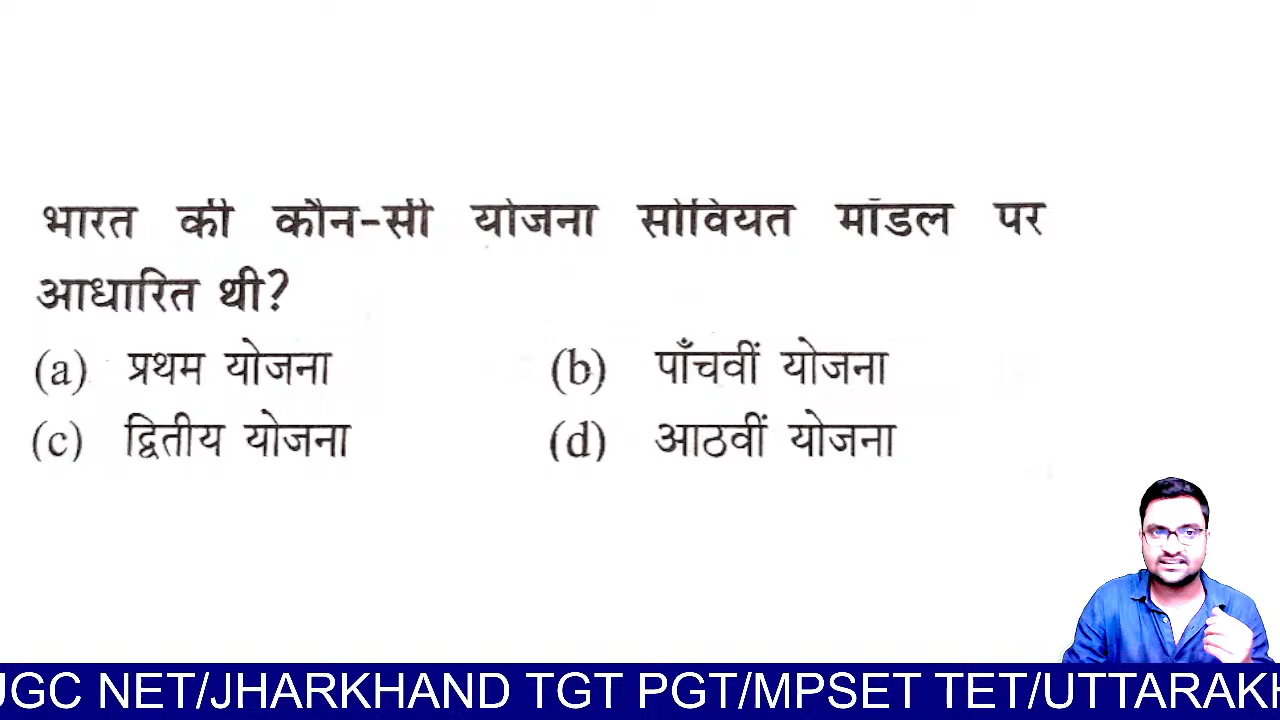 भारत की कौन-सी योजना सोवियत मॉडल पर
आधारित थी?
(a) प्रथम योजना (b) पाँचवीं योजना
(c) द्वितीय योजना (d) आठवीं योजना
UGC NET/JHARKHAND TGT PGT/MPSET TET/UTTARAKH